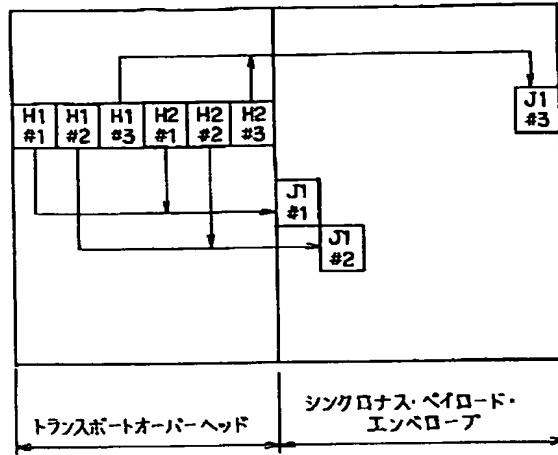 H1 H1 H1 H2 H2 H2
#1 #2 #3 #1 #2 #3
J1
#3
J1
#1
J1
#2
トランスポートオーバーヘッド
シンクロナス・ペイロード・
エンベロープ